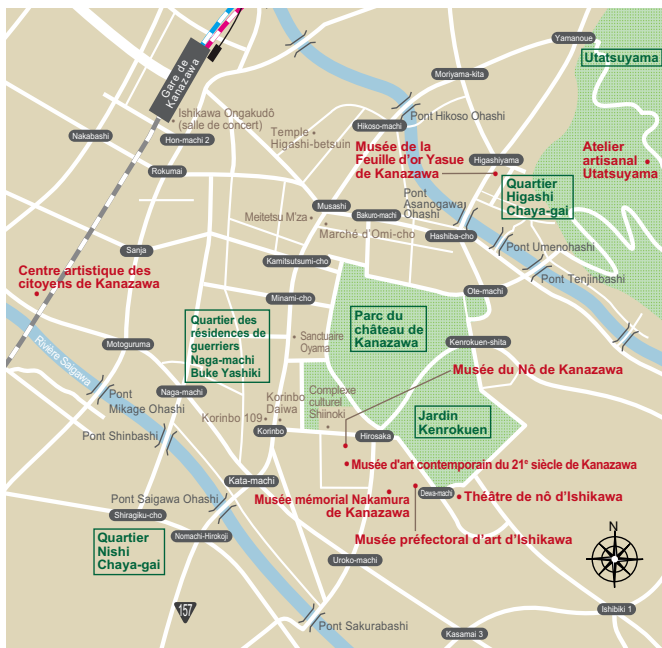 Yamanoue
Utatsuyama
Gare de
Kanazawa
Moriyama-kita
Ishikawa Ongakudô
(salle de concert)
Pont Hikoso Ohashi
Nakabashi
Hon-machi 2
Temple
Higashi-betsuin
Hikoso-machi
Musée de la
Feuille d'or Yasue
de Kanazawa
Higashiyama
Atelier
artisanal
Utatsuyama
Rokumai
Quartier
Higashi
Chaya-gai
Pont
Asanogawa
Ohashi
Musashi
Meitetsu M'za
Bakuro-machi
Marché d'Omi-cho
Hashiba-cho
Pont Umenohashi
Sanja
Kamitsutsumi-cho
Pont Tenjinbashi
Centre artistique des
citoyens de Kanazawa
Minami-cho
Ote-machi
Quartier des
résidences de
guerriers
Naga-machi
Buke Yashiki
Parc du
château de
Kanazawa
Sanctuaire
Oyama
Kenrokuen-shita
Motoguruma
Rivière Saigawa
Musée du Nô de Kanazawa
Pont
Mikage Ohashi
Naga-machi
Korinbo
Daiwa
Complexe
culturel
Shiinoki
Korinbo 109
Jardin
Kenrokuen
Pont Shinbashi
Korinbo
Hirosaka
Musée d'art contemporain du 21e siècle de Kanazawa
Kata-machi
Pont Saigawa Ohashi
Musée mémorial Nakamura
de Kanazawa
Dewa-machi
Théâtre de nô d'Ishikawa
Shiragiku-cho
Nomachi-Hirokoji
Musée préfectoral d'art d'Ishikawa
Quartier
Nishi
Chaya-gai
Uroko-machi
N
157
Pont Sakurabashi
Ishibiki 1
Kasamai 3